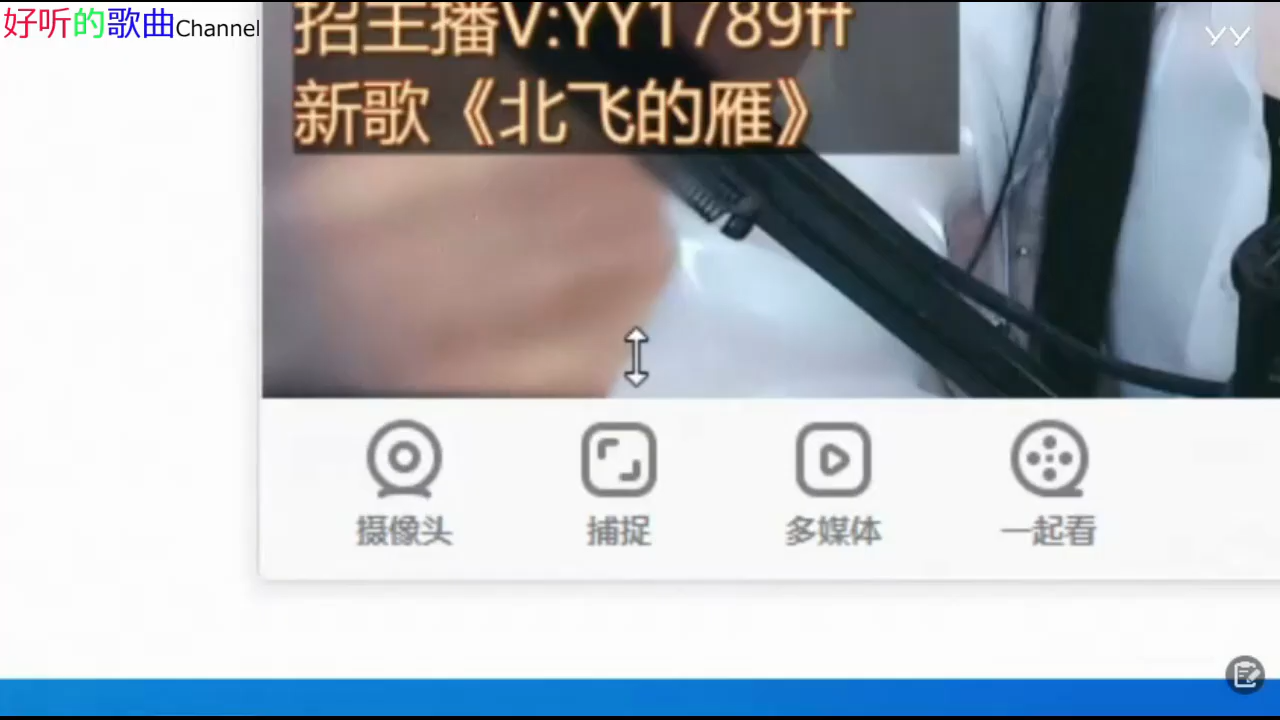 好听的歌曲Channel
招主播V:YY1789ff
YY
新歌《北飞的雁》
摄像头
捕捉
多媒体
一起看